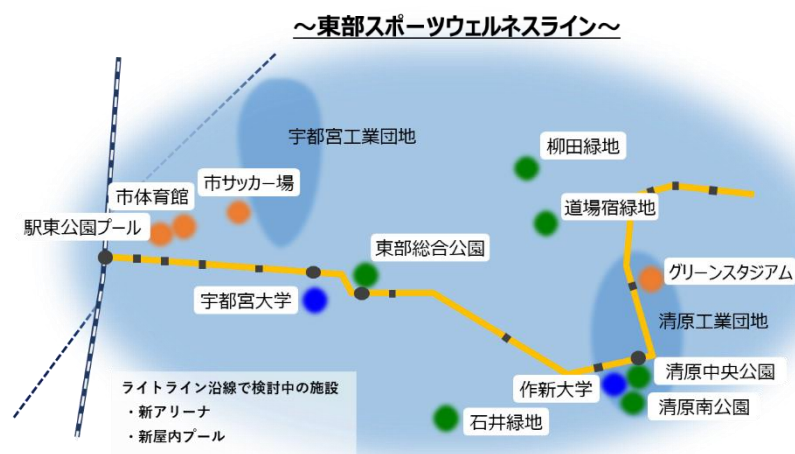 ～東部スポーツウェルネスライン～
宇都宮工業団地
柳田緑地
市サッカー場
市体育館
道場宿緑地
駅東公園プール
東部総合公園
グリーンスタジアム
宇都宮大学
清原工業団地
清原中央公園
作新大学
清原南公園
石井緑地
ライトライン沿線で検討中の施設
・新アリーナ
・新屋内プール